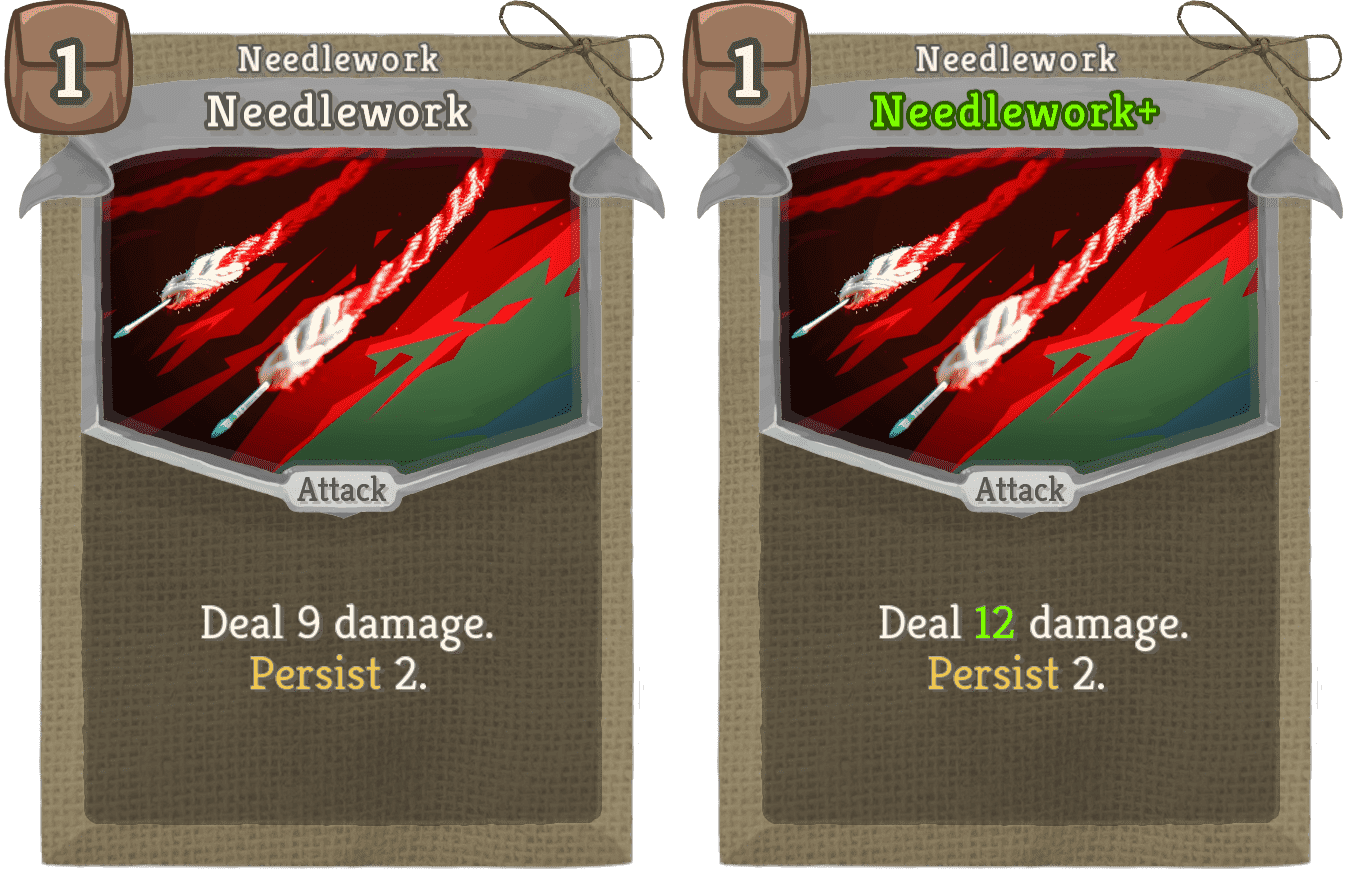 1
Needlework
Needlework
Attack
Deal 9 damage.
Persist 2.
1
Needlework
Needlework+
Attack
Deal 12 damage.
Persist 2.